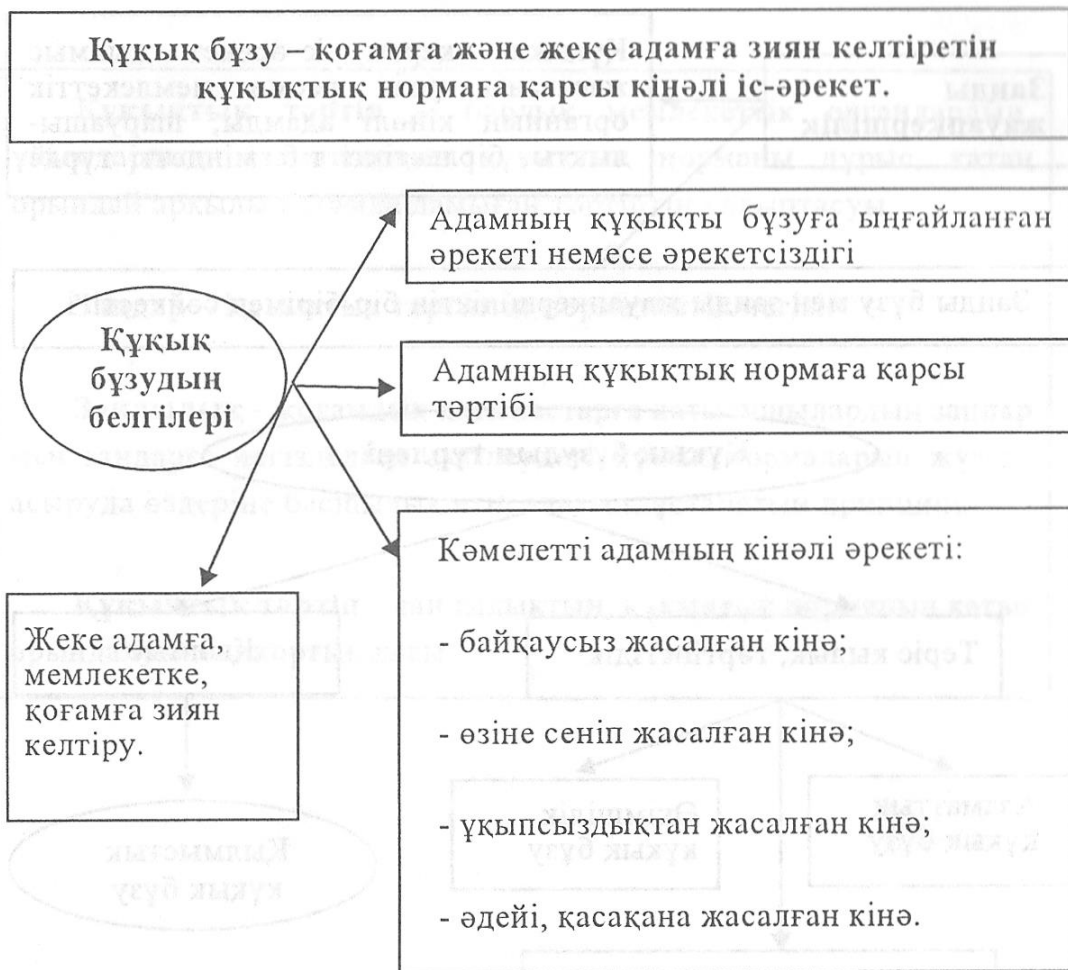 Құқық бұзу – қоғамға және жеке адамға зиян келтіретін
құқықтық нормаға қарсы кінәлі іс-әрекет.
Құқық
бұзудың
белгілері
Адамның құқықты бұзуға ыңғайланған
әрекеті немесе әрекетсіздігі
Адамның құқықтық нормаға қарсы
тәртібі
Кәмелетті адамның кінәлі әрекеті:
- байқаусыз жасалған кінә;
- өзіне сеніп жасалған кінә;
- ұқыпсыздықтан жасалған кінә;
- әдейі, қасақана жасалған кінә.
Жеке адамға,
мемлекетке,
қоғамға зиян
келтіру.